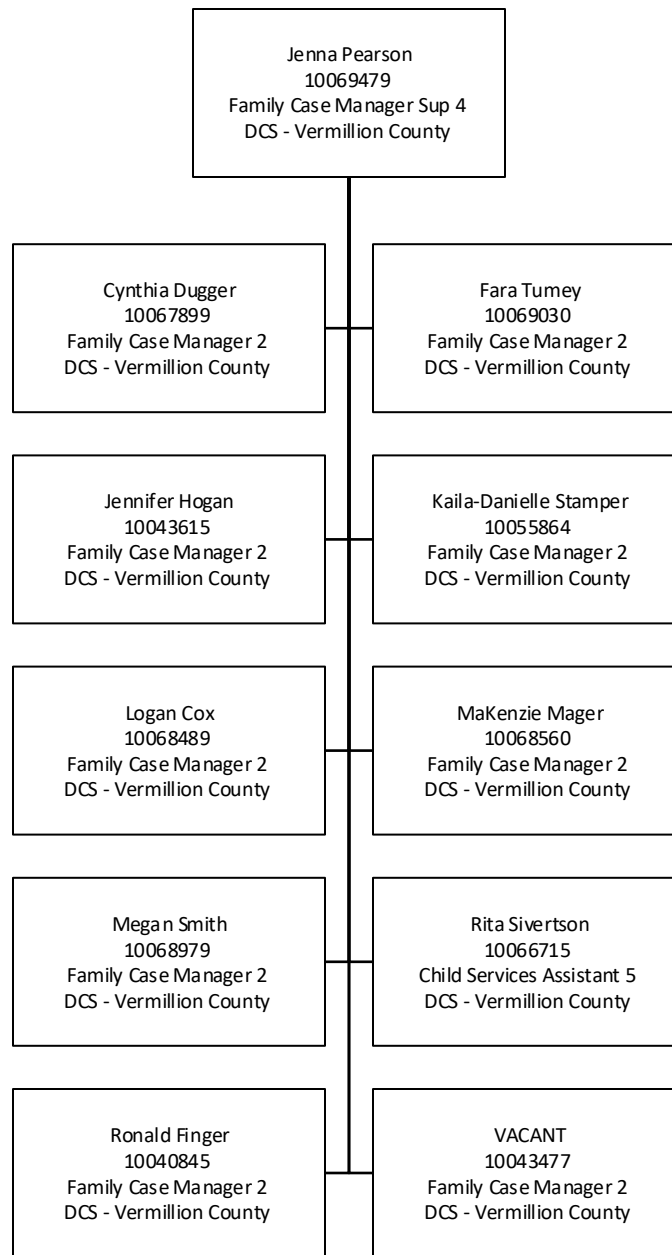 Jenna Pearson
10069479
Family Case Manager Sup 4
DCS - Vermillion County
Cynthia Dugger
10067899
Family Case Manager 2
DCS - Vermillion County
Fara Tumey
10069030
Family Case Manager 2
DCS - Vermillion County
Jennifer Hogan
10043615
Family Case Manager 2
DCS - Vermillion County
Kaila-Danielle Stamper
10055864
Family Case Manager 2
DCS - Vermillion County
Logan Cox
10068489
Family Case Manager 2
DCS - Vermillion County
MaKenzie Mager
10068560
Family Case Manager 2
DCS - Vermillion County
Megan Smith
10068979
Family Case Manager 2
DCS - Vermillion County
Rita Sivertson
10066715
Child Services Assistant 5
DCS - Vermillion County
Ronald Finger
10040845
Family Case Manager 2
DCS - Vermillion County
VACANT
10043477
Family Case Manager 2
DCS - Vermillion County